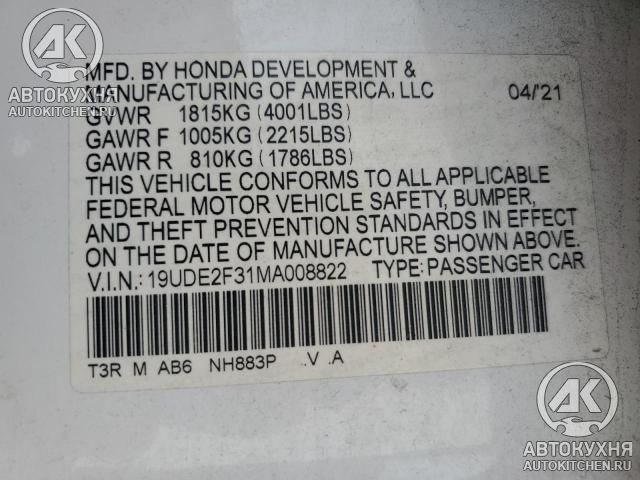 AK
АВТОКУХНЯ
AUTOKITCHEN.RU
MFD. BY HONDA DEVELOPMENT &
MANUFACTURING OF AMERICA, LLC 04/'21
GVWR 1815KG (4001LBS)
GAWR F 1005KG (2215LBS)
GAWR R 810KG (1786LBS)
THIS VEHICLE CONFORMS TO ALL APPLICABLE
FEDERAL MOTOR VEHICLE SAFETY, BUMPER,
AND THEFT PREVENTION STANDARDS IN EFFECT
ON THE DATE OF MANUFACTURE SHOWN ABOVE.
V.I.N.: 19UDE2F31MA008822 TYPE: PASSENGER CAR
T3R M AB6 NH883P .V .A
AK
АВТОКУХНЯ
AUTOKITCHEN.RU